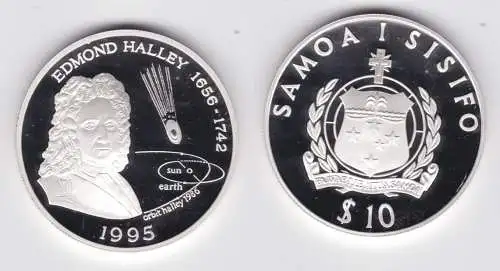 EDMOND HALLEY 1656-1742
sun
earth
orbit halley 1986
1995
SAMOA I SISIFO
$ 10